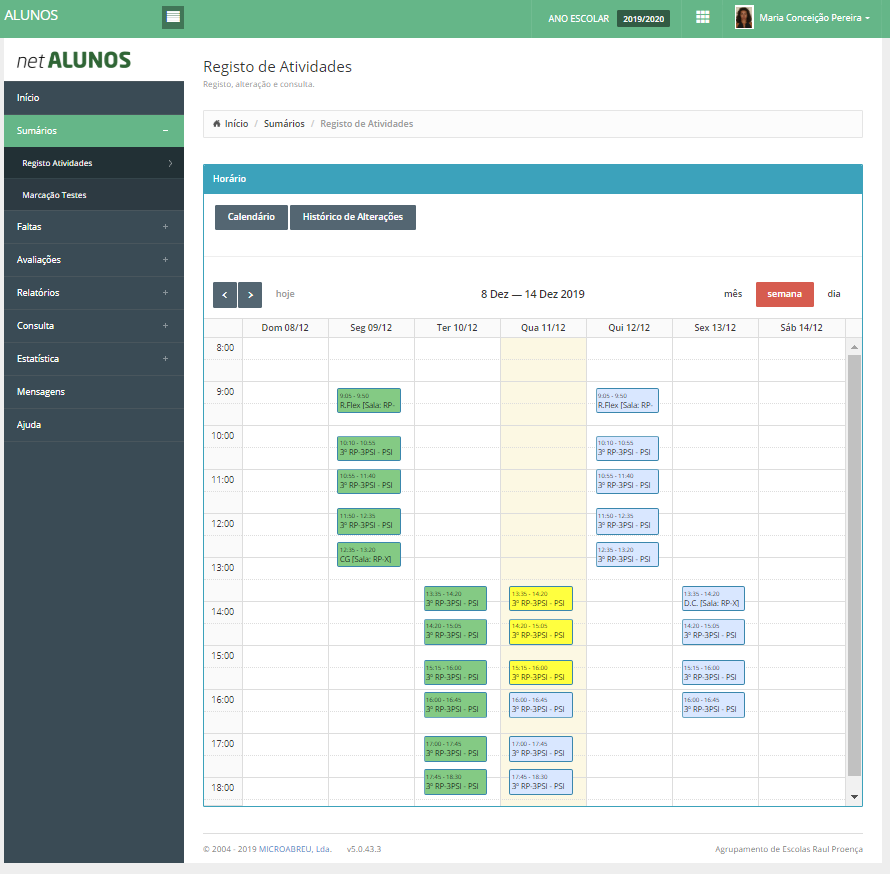 ALUNOS
ANO ESCOLAR 2019/2020
Maria Conceição Pereira
net ALUNOS
Início
Sumários
Registo Atividades
Marcação Testes
Faltas
Avaliações
Relatórios
Consulta
Estatística
Mensagens
Ajuda
Registo de Atividades
Registo, alteração e consulta.
Início / Sumários / Registo de Atividades
Horário
Calendário
Histórico de Alterações
hoje
8 Dez — 14 Dez 2019
mês
semana
dia
Dom 08/12
Seg 09/12
Ter 10/12
Qua 11/12
Qui 12/12
Sex 13/12
Sáb 14/12
8:00
9:00
10:00
11:00
12:00
13:00
14:00
15:00
16:00
17:00
18:00
9:05 - 9:50
R.Flex [Sala: RP-
10:10 - 10:55
3º RP-3PSI - PSI
10:55 - 11:40
3º RP-3PSI - PSI
11:50 - 12:35
3º RP-3PSI - PSI
12:35 - 13:20
CG [Sala: RP-X]
13:35 - 14:20
3º RP-3PSI - PSI
14:20 - 15:05
3º RP-3PSI - PSI
15:15 - 16:00
3º RP-3PSI - PSI
16:00 - 16:45
3º RP-3PSI - PSI
17:00 - 17:45
3º RP-3PSI - PSI
17:45 - 18:30
3º RP-3PSI - PSI
13:35 - 14:20
3º RP-3PSI - PSI
14:20 - 15:05
3º RP-3PSI - PSI
15:15 - 16:00
3º RP-3PSI - PSI
16:00 - 16:45
3º RP-3PSI - PSI
17:00 - 17:45
3º RP-3PSI - PSI
17:45 - 18:30
3º RP-3PSI - PSI
9:05 - 9:50
R.Flex [Sala: RP-
10:10 - 10:55
3º RP-3PSI - PSI
10:55 - 11:40
3º RP-3PSI - PSI
11:50 - 12:35
3º RP-3PSI - PSI
12:35 - 13:20
3º RP-3PSI - PSI
13:35 - 14:20
D.C. [Sala: RP-X]
14:20 - 15:05
3º RP-3PSI - PSI
15:15 - 16:00
3º RP-3PSI - PSI
16:00 - 16:45
3º RP-3PSI - PSI
© 2004 - 2019 MICROABREU, Lda. v5.0.43.3
Agrupamento de Escolas Raul Proença